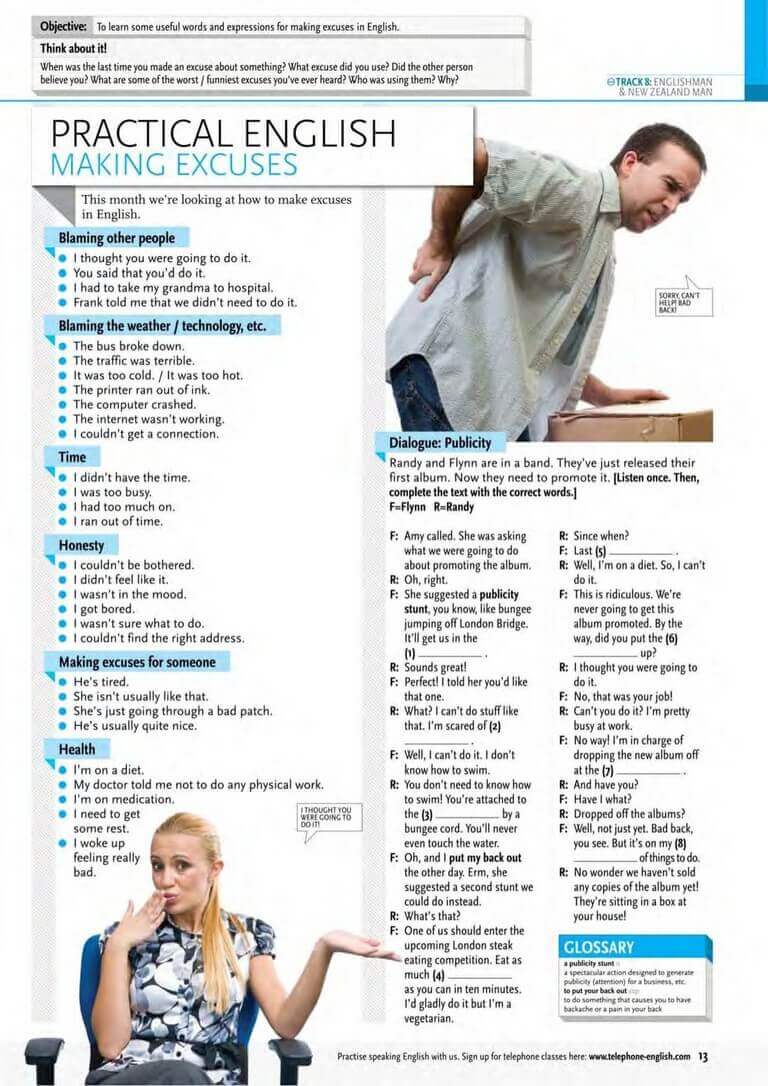 Objective: To learn some useful words and expressions for making excuses in English.
Think about it!
When was the last time you made an excuse about something? What excuse did you use? Did the other person
believe you? What are some of the worst / funniest excuses you've ever heard? Who was using them? Why?
TRACK 8: ENGLISHMAN
& NEW ZEALAND MAN
PRACTICAL ENGLISH
MAKING EXCUSES
This month we're looking at how to make excuses
in English.
Blaming other people
I thought you were going to do it.
You said that you'd do it.
I had to take my grandma to hospital.
Frank told me that we didn't need to do it.
Blaming the weather / technology, etc.
The bus broke down.
The traffic was terrible.
It was too cold. / It was too hot.
The printer ran out of ink.
The computer crashed.
The internet wasn't working.
I couldn't get a connection.
Time
I didn't have the time.
I was too busy.
I had too much on.
I ran out of time.
Honesty
I couldn't be bothered.
I didn't feel like it.
I wasn't in the mood.
I got bored.
I wasn't sure what to do.
I couldn't find the right address.
Making excuses for someone
He's tired.
She isn't usually like that.
She's just going through a bad patch.
He's usually quite nice.
Health
I'm on a diet.
My doctor told me not to do any physical work.
I'm on medication.
I need to get
some rest.
I woke up
feeling really
bad.
I THOUGHT YOU
WERE GOING TO
DO IT!
SORRY, CAN'T
HELP! BAD
BACK!
Dialogue: Publicity
Randy and Flynn are in a band. They've just released their
first album. Now they need to promote it. [Listen once. Then,
complete the text with the correct words.]
F=Flynn R=Randy
F: Amy called. She was asking
what we were going to do
about promoting the album.
R: Oh, right.
F: She suggested a publicity
stunt, you know, like bungee
jumping off London Bridge.
It'll get us in the
(1) ____________ .
R: Sounds great!
F: Perfect! I told her you'd like
that one.
R: What? I can't do stuff like
that. I'm scared of (2)
____________ .
F: Well, I can't do it. I don't
know how to swim.
R: You don't need to know how
to swim! You're attached to
the (3) ____________ by a
bungee cord. You'll never
even touch the water.
F: Oh, and I put my back out
the other day. Erm, she
suggested a second stunt we
could do instead.
R: What's that?
F: One of us should enter the
upcoming London steak
eating competition. Eat as
much (4) ____________
as you can in ten minutes.
I'd gladly do it but I'm a
vegetarian.
R: Since when?
F: Last (5) ____________ .
R: Well, I'm on a diet. So, I can't
do it.
F: This is ridiculous. We're
never going to get this
album promoted. By the
way, did you put the (6)
____________ up?
R: I thought you were going to
do it.
F: No, that was your job!
R: Can't you do it? I'm pretty
busy at work.
F: No way! I'm in charge of
dropping the new album off
at the (7) ____________ .
R: And have you?
F: Have I what?
R: Dropped off the albums?
F: Well, not just yet. Bad back,
you see. But it's on my (8)
____________ of things to do.
R: No wonder we haven't sold
any copies of the album yet!
They're sitting in a box at
your house!
GLOSSARY
a publicity stunt n
a spectacular action designed to generate
publicity (attention) for a business, etc.
to put your back out exp
to do something that causes you to have
backache or a pain in your back
Practise speaking English with us. Sign up for telephone classes here: www.telephone-english.com 13